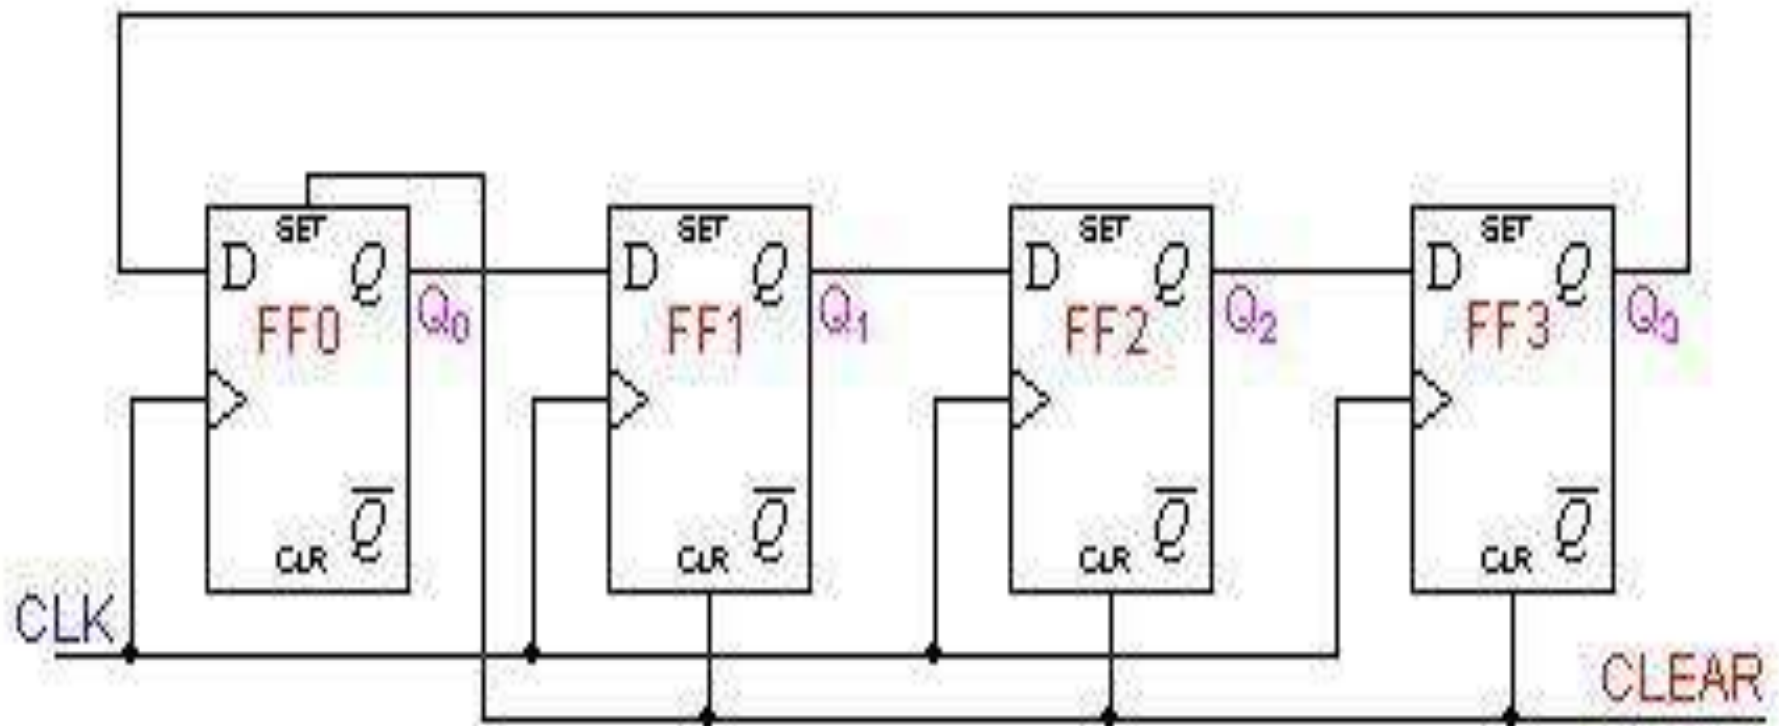 SET SET SET SET
D Q D Q D Q D Q
FF0 Q0 FF1 Q1 FF2 Q2 FF3 Q3
Q̅ Q̅ Q̅ Q̅
CLR CLR CLR CLR
CLK
CLEAR